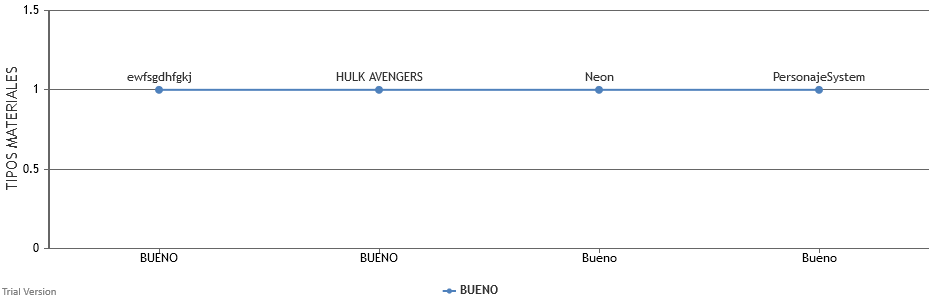 1.5
ewfsgdhfgkj HULK AVENGERS Neon PersonajeSystem
1
TIPOS MATERIALES
0.5
0
BUENO BUENO Bueno Bueno
BUENO
Trial Version